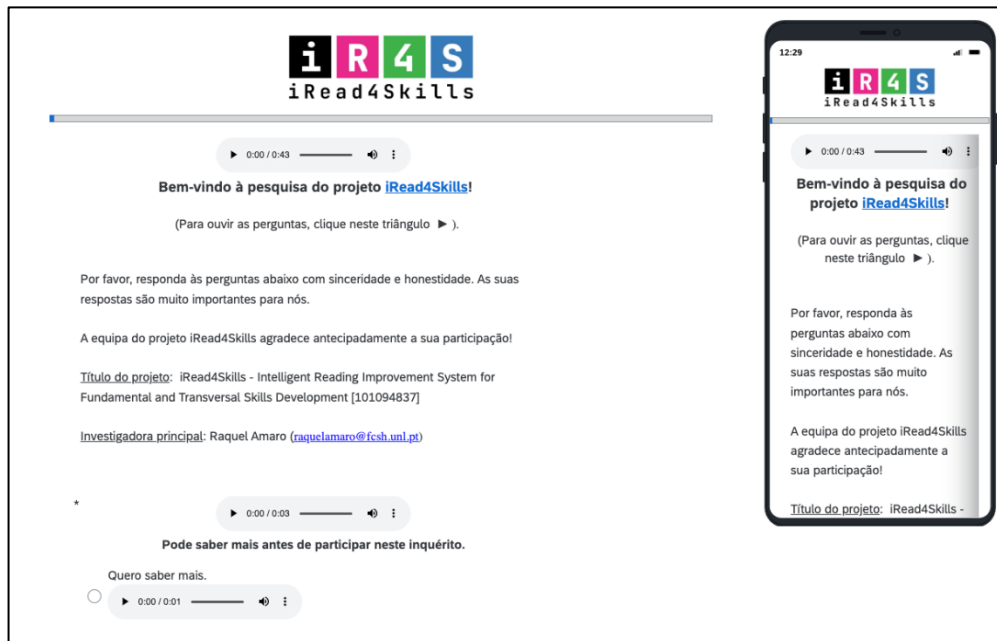 iR4S
iRead4Skills
0:00 / 0:43
Bem-vindo à pesquisa do projeto iRead4Skills!
(Para ouvir as perguntas, clique neste triângulo ► ).
Por favor, responda às perguntas abaixo com sinceridade e honestidade. As suas
respostas são muito importantes para nós.
A equipa do projeto iRead4Skills agradece antecipadamente a sua participação!
Título do projeto: iRead4Skills - Intelligent Reading Improvement System for
Fundamental and Transversal Skills Development [101094837]
Investigadora principal: Raquel Amaro (raquelamaro@fcsh.unl.pt)
*
0:00 / 0:03
Pode saber mais antes de participar neste inquérito.
Quero saber mais.
0:00 / 0:01
12:29
iR4S
iRead4Skills
0:00 / 0:43
Bem-vindo à pesquisa do
projeto iRead4Skills!
(Para ouvir as perguntas, clique
neste triângulo ► ).
Por favor, responda às
perguntas abaixo com
sinceridade e honestidade. As
suas respostas são muito
importantes para nós.
A equipa do projeto iRead4Skills
agradece antecipadamente a
sua participação!
Título do projeto: iRead4Skills -